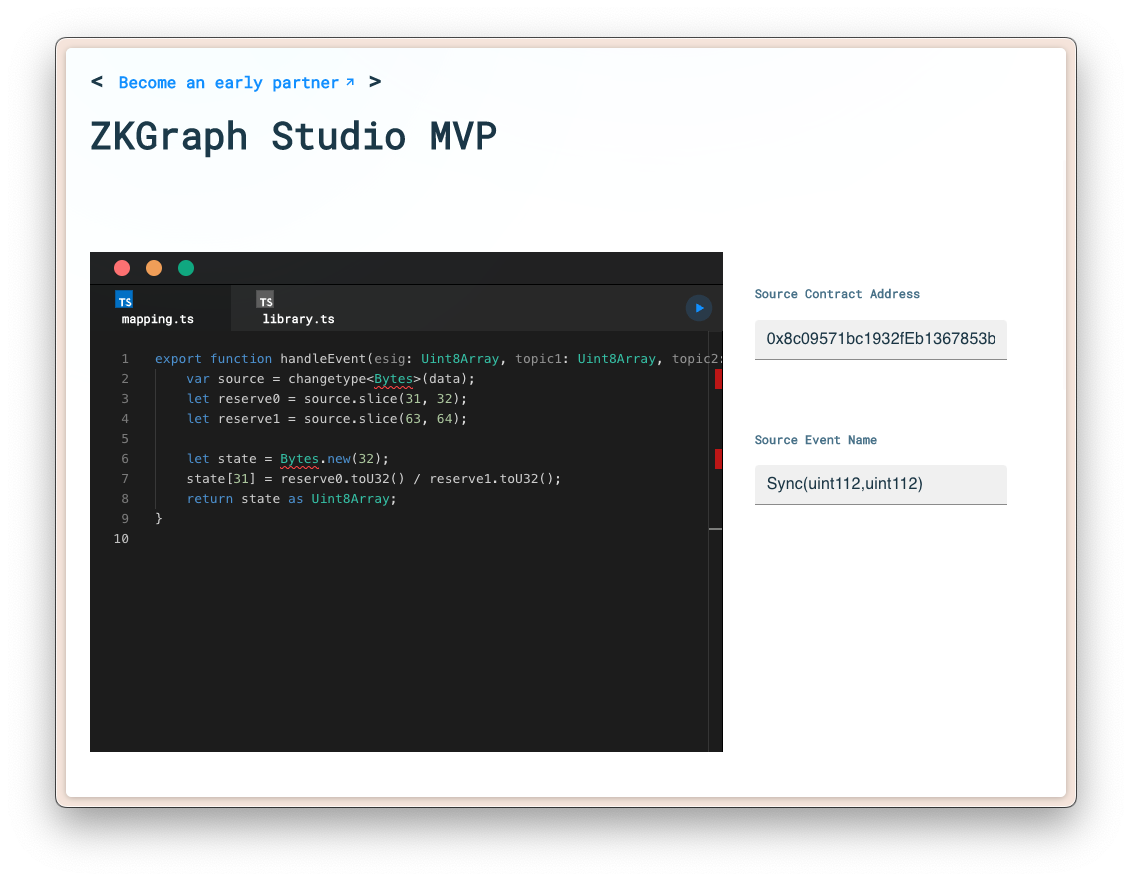 < Become an early partner ↗ >
ZKGraph Studio MVP
TS TS
mapping.ts library.ts
1 export function handleEvent(esig: Uint8Array, topic1: Uint8Array, topic2:
2 var source = changetype<Bytes>(data);
3 let reserve0 = source.slice(31, 32);
4 let reserve1 = source.slice(63, 64);
5
6 let state = Bytes.new(32);
7 state[31] = reserve0.toU32() / reserve1.toU32();
8 return state as Uint8Array;
9 }
10
Source Contract Address
0x8c09571bc1932fEb1367853b
Source Event Name
Sync(uint112,uint112)